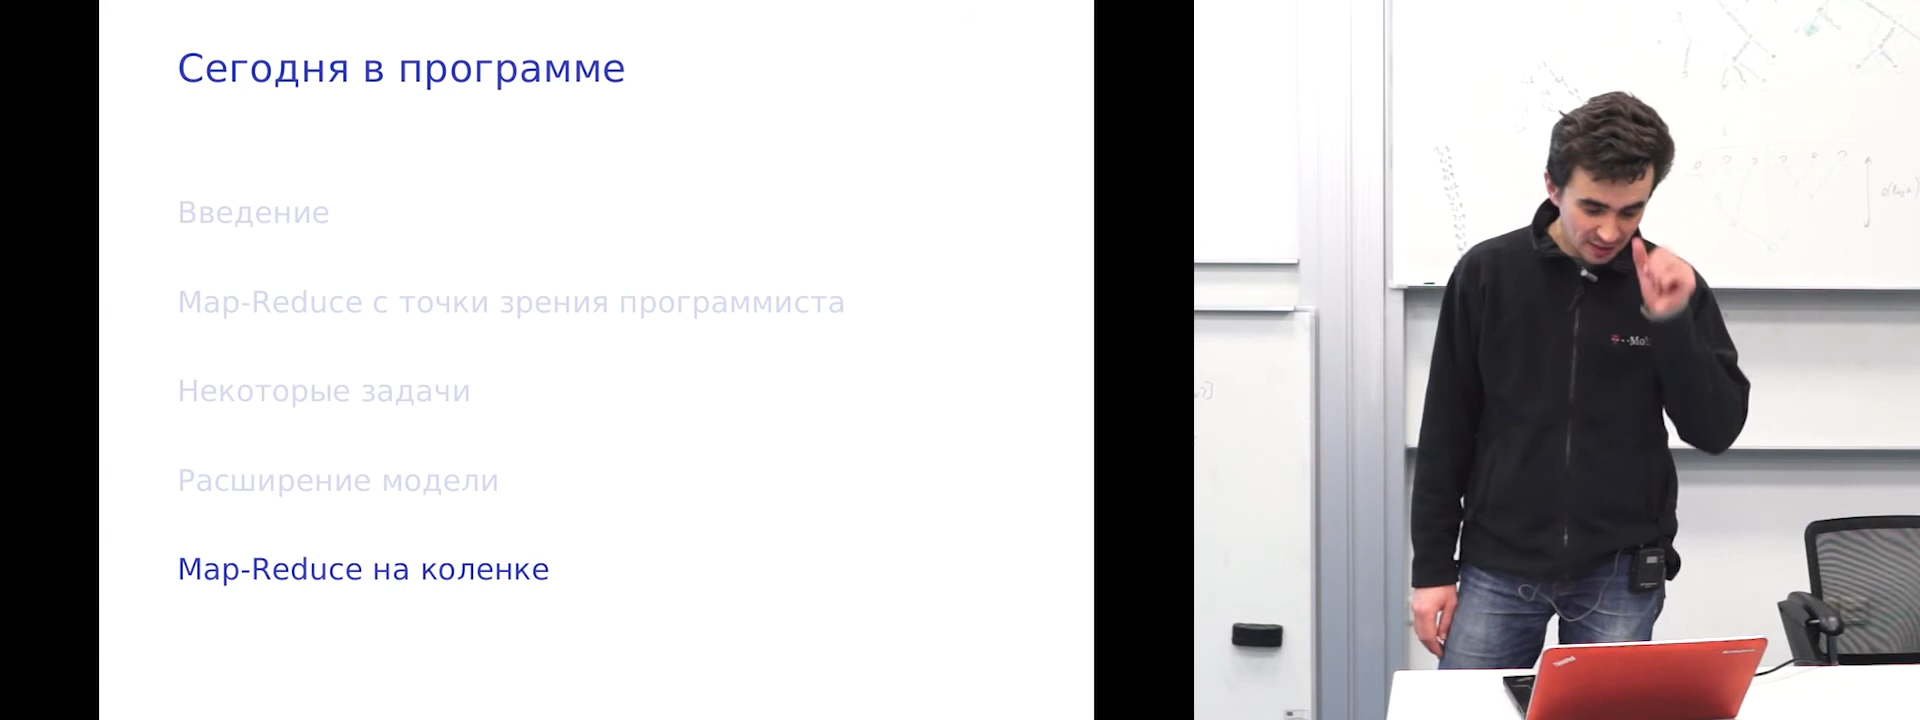 Сегодня в программе
Введение
Map-Reduce с точки зрения программиста
Некоторые задачи
Расширение модели
Map-Reduce на коленке